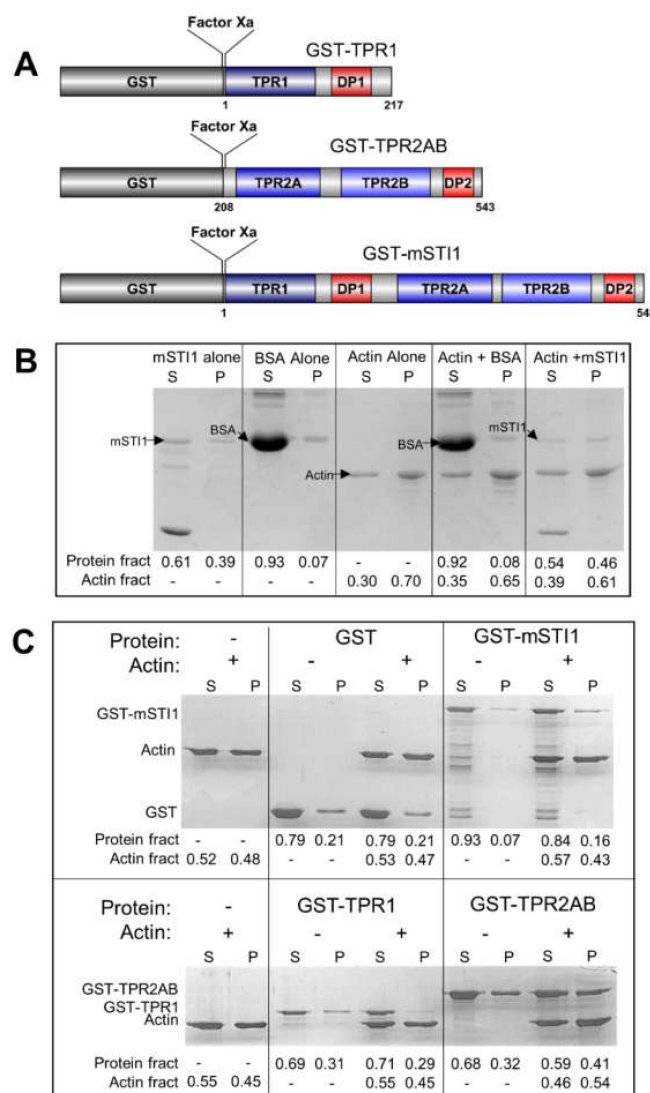 A
Factor Xa
GST-TPR1
GST TPR1 DP1
1 217
Factor Xa
GST-TPR2AB
GST TPR2A TPR2B DP2
208 543
Factor Xa
GST-mSTI1
GST TPR1 DP1 TPR2A TPR2B DP2
1 54
B
mSTI1 alone BSA Alone Actin Alone Actin + BSA Actin +mSTI1
S P S P S P S P S P
mSTI1 BSA Actin BSA mSTI1
Protein fract 0.61 0.39 0.93 0.07 - - 0.92 0.08 0.54 0.46
Actin fract - - - - 0.30 0.70 0.35 0.65 0.39 0.61
C
Protein: - GST GST-mSTI1
Actin: + - + - +
S P S P S P S P S P
GST-mSTI1
Actin
GST
Protein fract - - 0.79 0.21 0.79 0.21 0.93 0.07 0.84 0.16
Actin fract 0.52 0.48 - - 0.53 0.47 - - 0.57 0.43
Protein: - GST-TPR1 GST-TPR2AB
Actin: + - + - +
S P S P S P S P S P
GST-TPR2AB
GST-TPR1
Actin
Protein fract - - 0.69 0.31 0.71 0.29 0.68 0.32 0.59 0.41
Actin fract 0.55 0.45 - - 0.55 0.45 - - 0.46 0.54